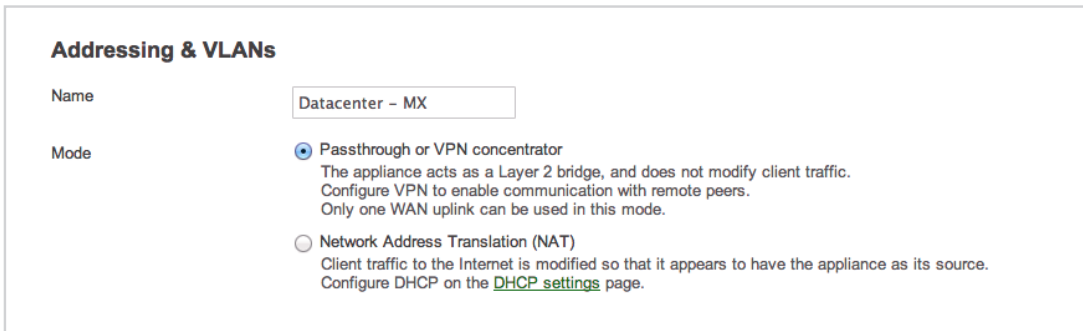 Addressing & VLANs
Name
Datacenter – MX
Mode
Passthrough or VPN concentrator
The appliance acts as a Layer 2 bridge, and does not modify client traffic.
Configure VPN to enable communication with remote peers.
Only one WAN uplink can be used in this mode.
Network Address Translation (NAT)
Client traffic to the Internet is modified so that it appears to have the appliance as its source.
Configure DHCP on the DHCP settings page.